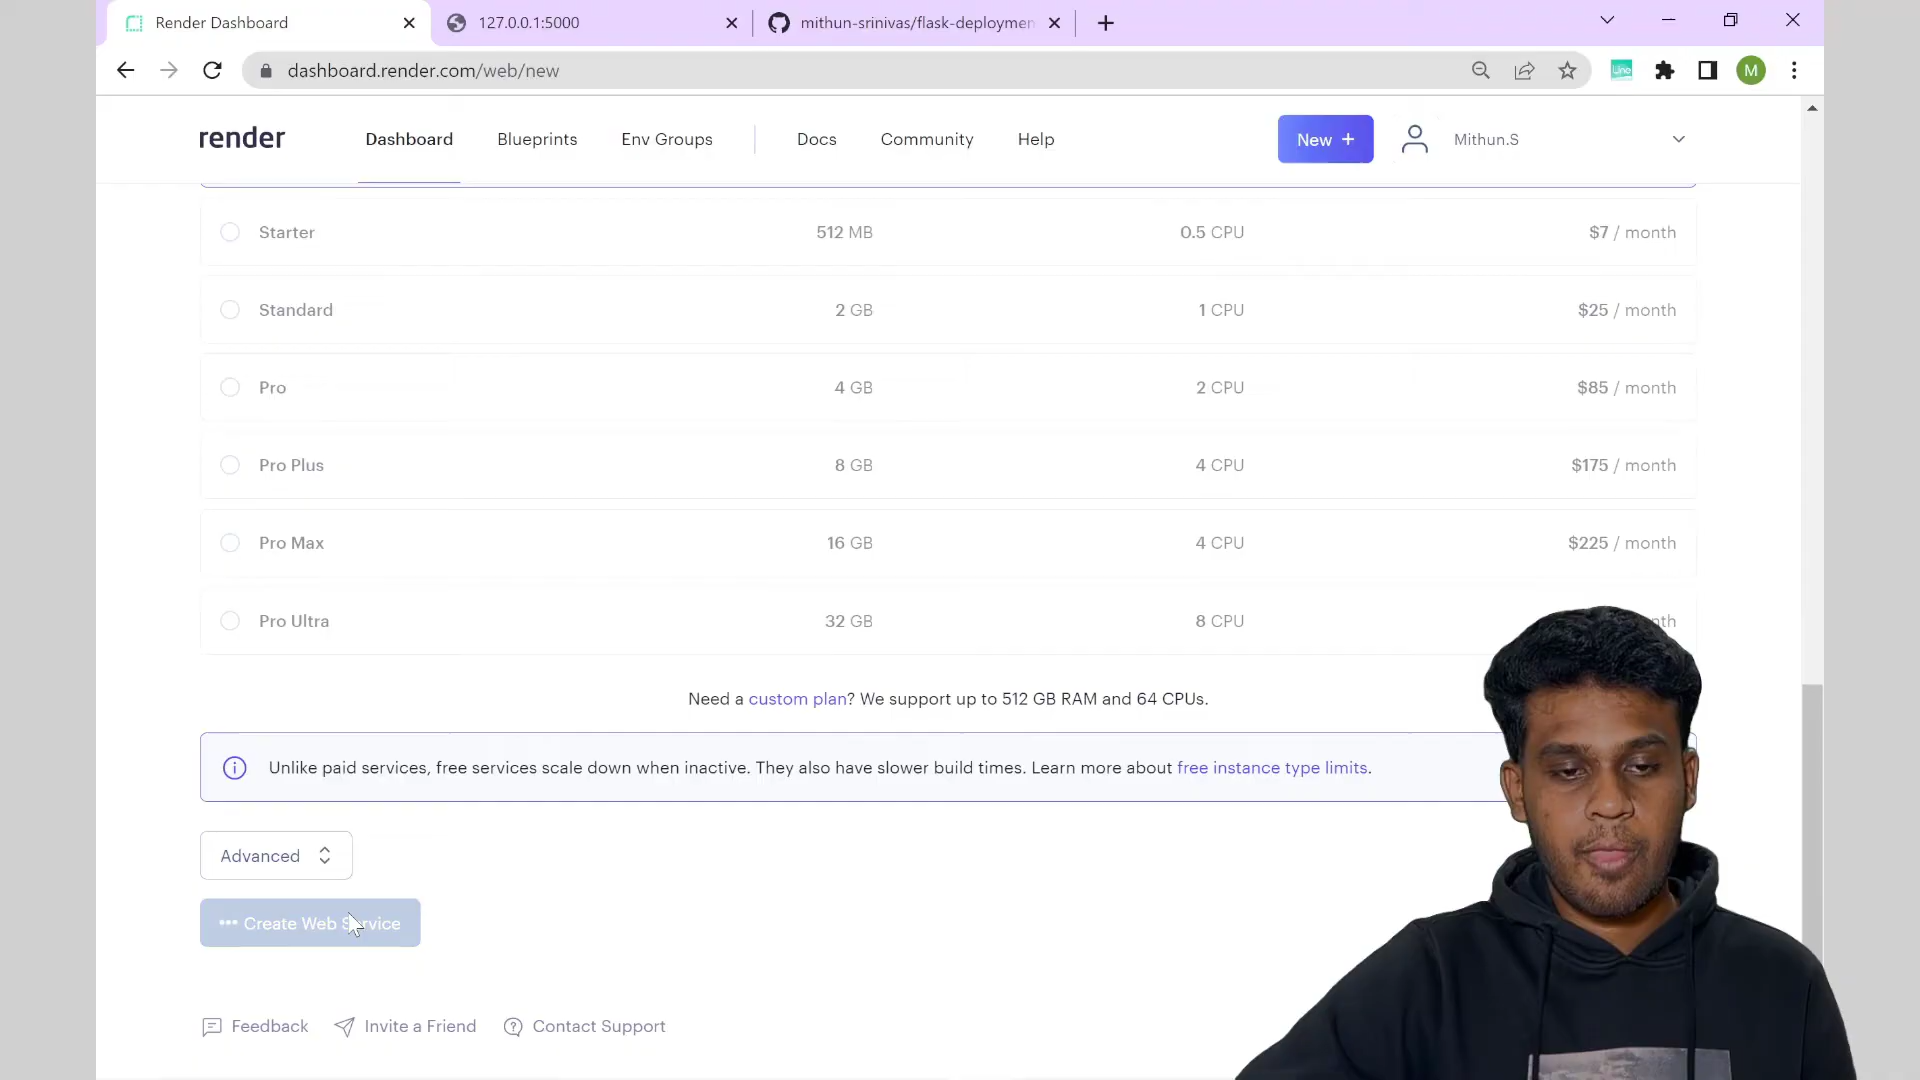 Render Dashboard
127.0.0.1:5000
mithun-srinivas/flask-deploymen
dashboard.render.com/web/new
M
render
Dashboard
Blueprints
Env Groups
Docs
Community
Help
New +
Mithun.S
Starter 512 MB 0.5 CPU $7 / month
Standard 2 GB 1 CPU $25 / month
Pro 4 GB 2 CPU $85 / month
Pro Plus 8 GB 4 CPU $175 / month
Pro Max 16 GB 4 CPU $225 / month
Pro Ultra 32 GB 8 CPU
Need a custom plan? We support up to 512 GB RAM and 64 CPUs.
Unlike paid services, free services scale down when inactive. They also have slower build times. Learn more about free instance type limits.
Advanced
Create Web Service
Feedback
Invite a Friend
Contact Support